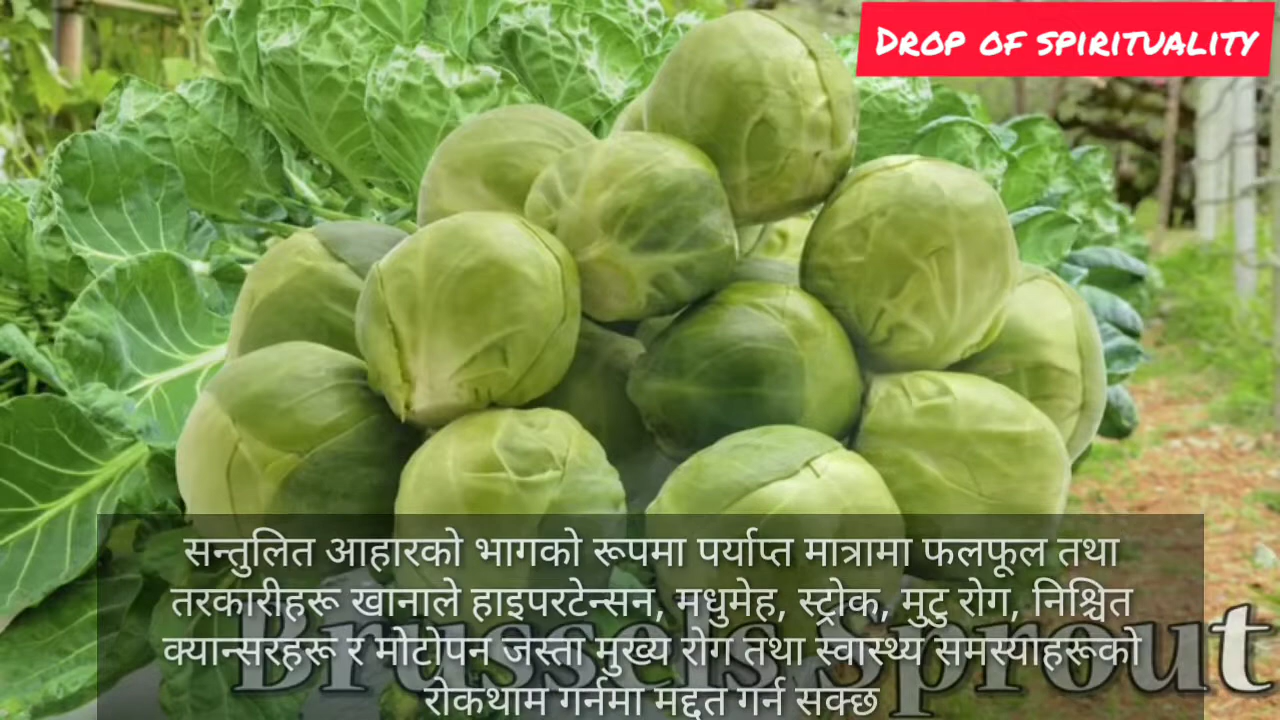 DROP OF SPIRITUALITY
सन्तुलित आहारको भागको रूपमा पर्याप्त मात्रामा फलफूल तथा
तरकारीहरू खानाले हाइपरटेन्सन, मधुमेह, स्ट्रोक, मुटु रोग, निश्चित
क्यान्सरहरू र मोटोपन जस्ता मुख्य रोग तथा स्वास्थ्य समस्याहरूको
रोकथाम गर्नमा मद्दत गर्न सक्छ
Brussels Sprout